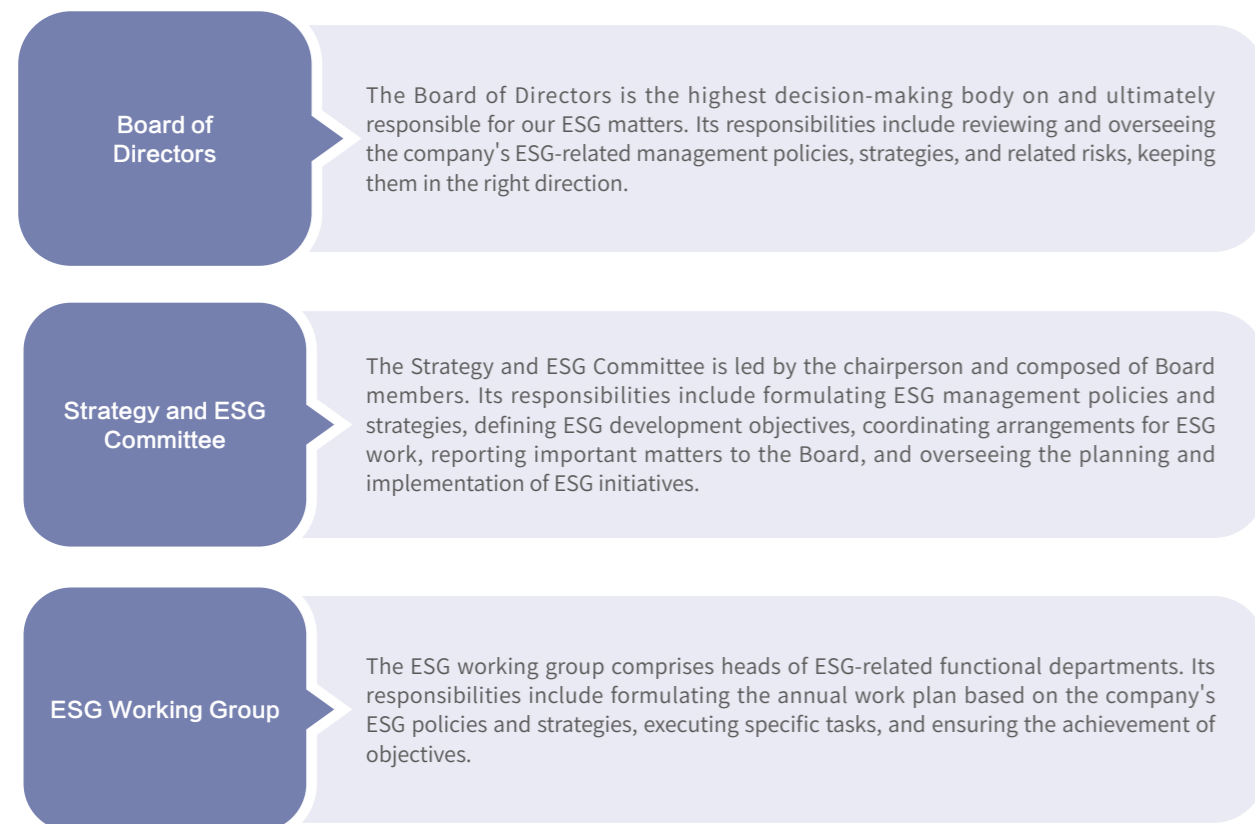 Board of
Directors
The Board of Directors is the highest decision-making body on and ultimately
responsible for our ESG matters. Its responsibilities include reviewing and overseeing
the company's ESG-related management policies, strategies, and related risks, keeping
them in the right direction.
Strategy and ESG
Committee
The Strategy and ESG Committee is led by the chairperson and composed of Board
members. Its responsibilities include formulating ESG management policies and
strategies, defining ESG development objectives, coordinating arrangements for ESG
work, reporting important matters to the Board, and overseeing the planning and
implementation of ESG initiatives.
ESG Working Group
The ESG working group comprises heads of ESG-related functional departments. Its
responsibilities include formulating the annual work plan based on the company's
ESG policies and strategies, executing specific tasks, and ensuring the achievement of
objectives.